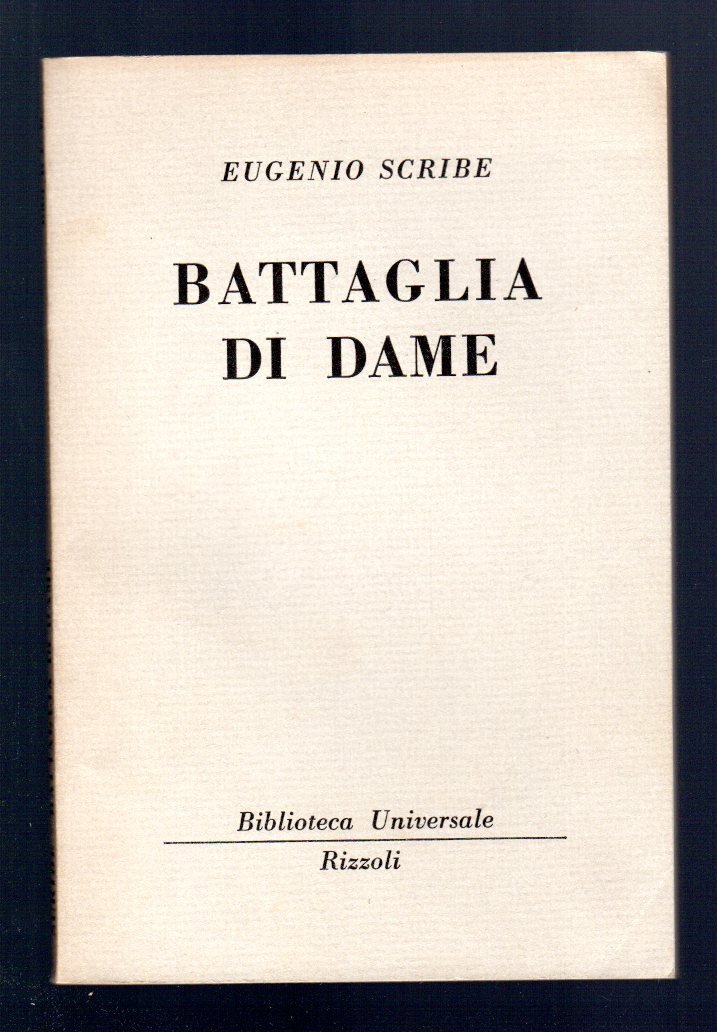 EUGENIO SCRIBE
BATTAGLIA
DI DAME
Biblioteca Universale
Rizzoli